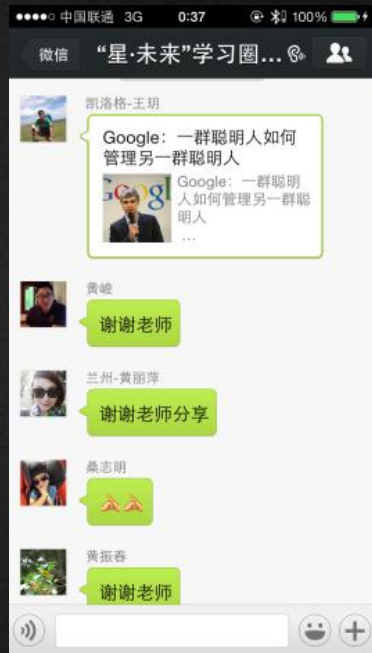 中国联通 3G 0:37 100%
微信 “星·未来”学习圈...
凯洛格-王玥
Google：一群聪明人如何
管理另一群聪明人
Google
Google：一群聪明
人如何管理另一群聪
明人
...
黄峻
谢谢老师
兰州-黄丽萍
谢谢老师分享
桑志明
黄振春
谢谢老师